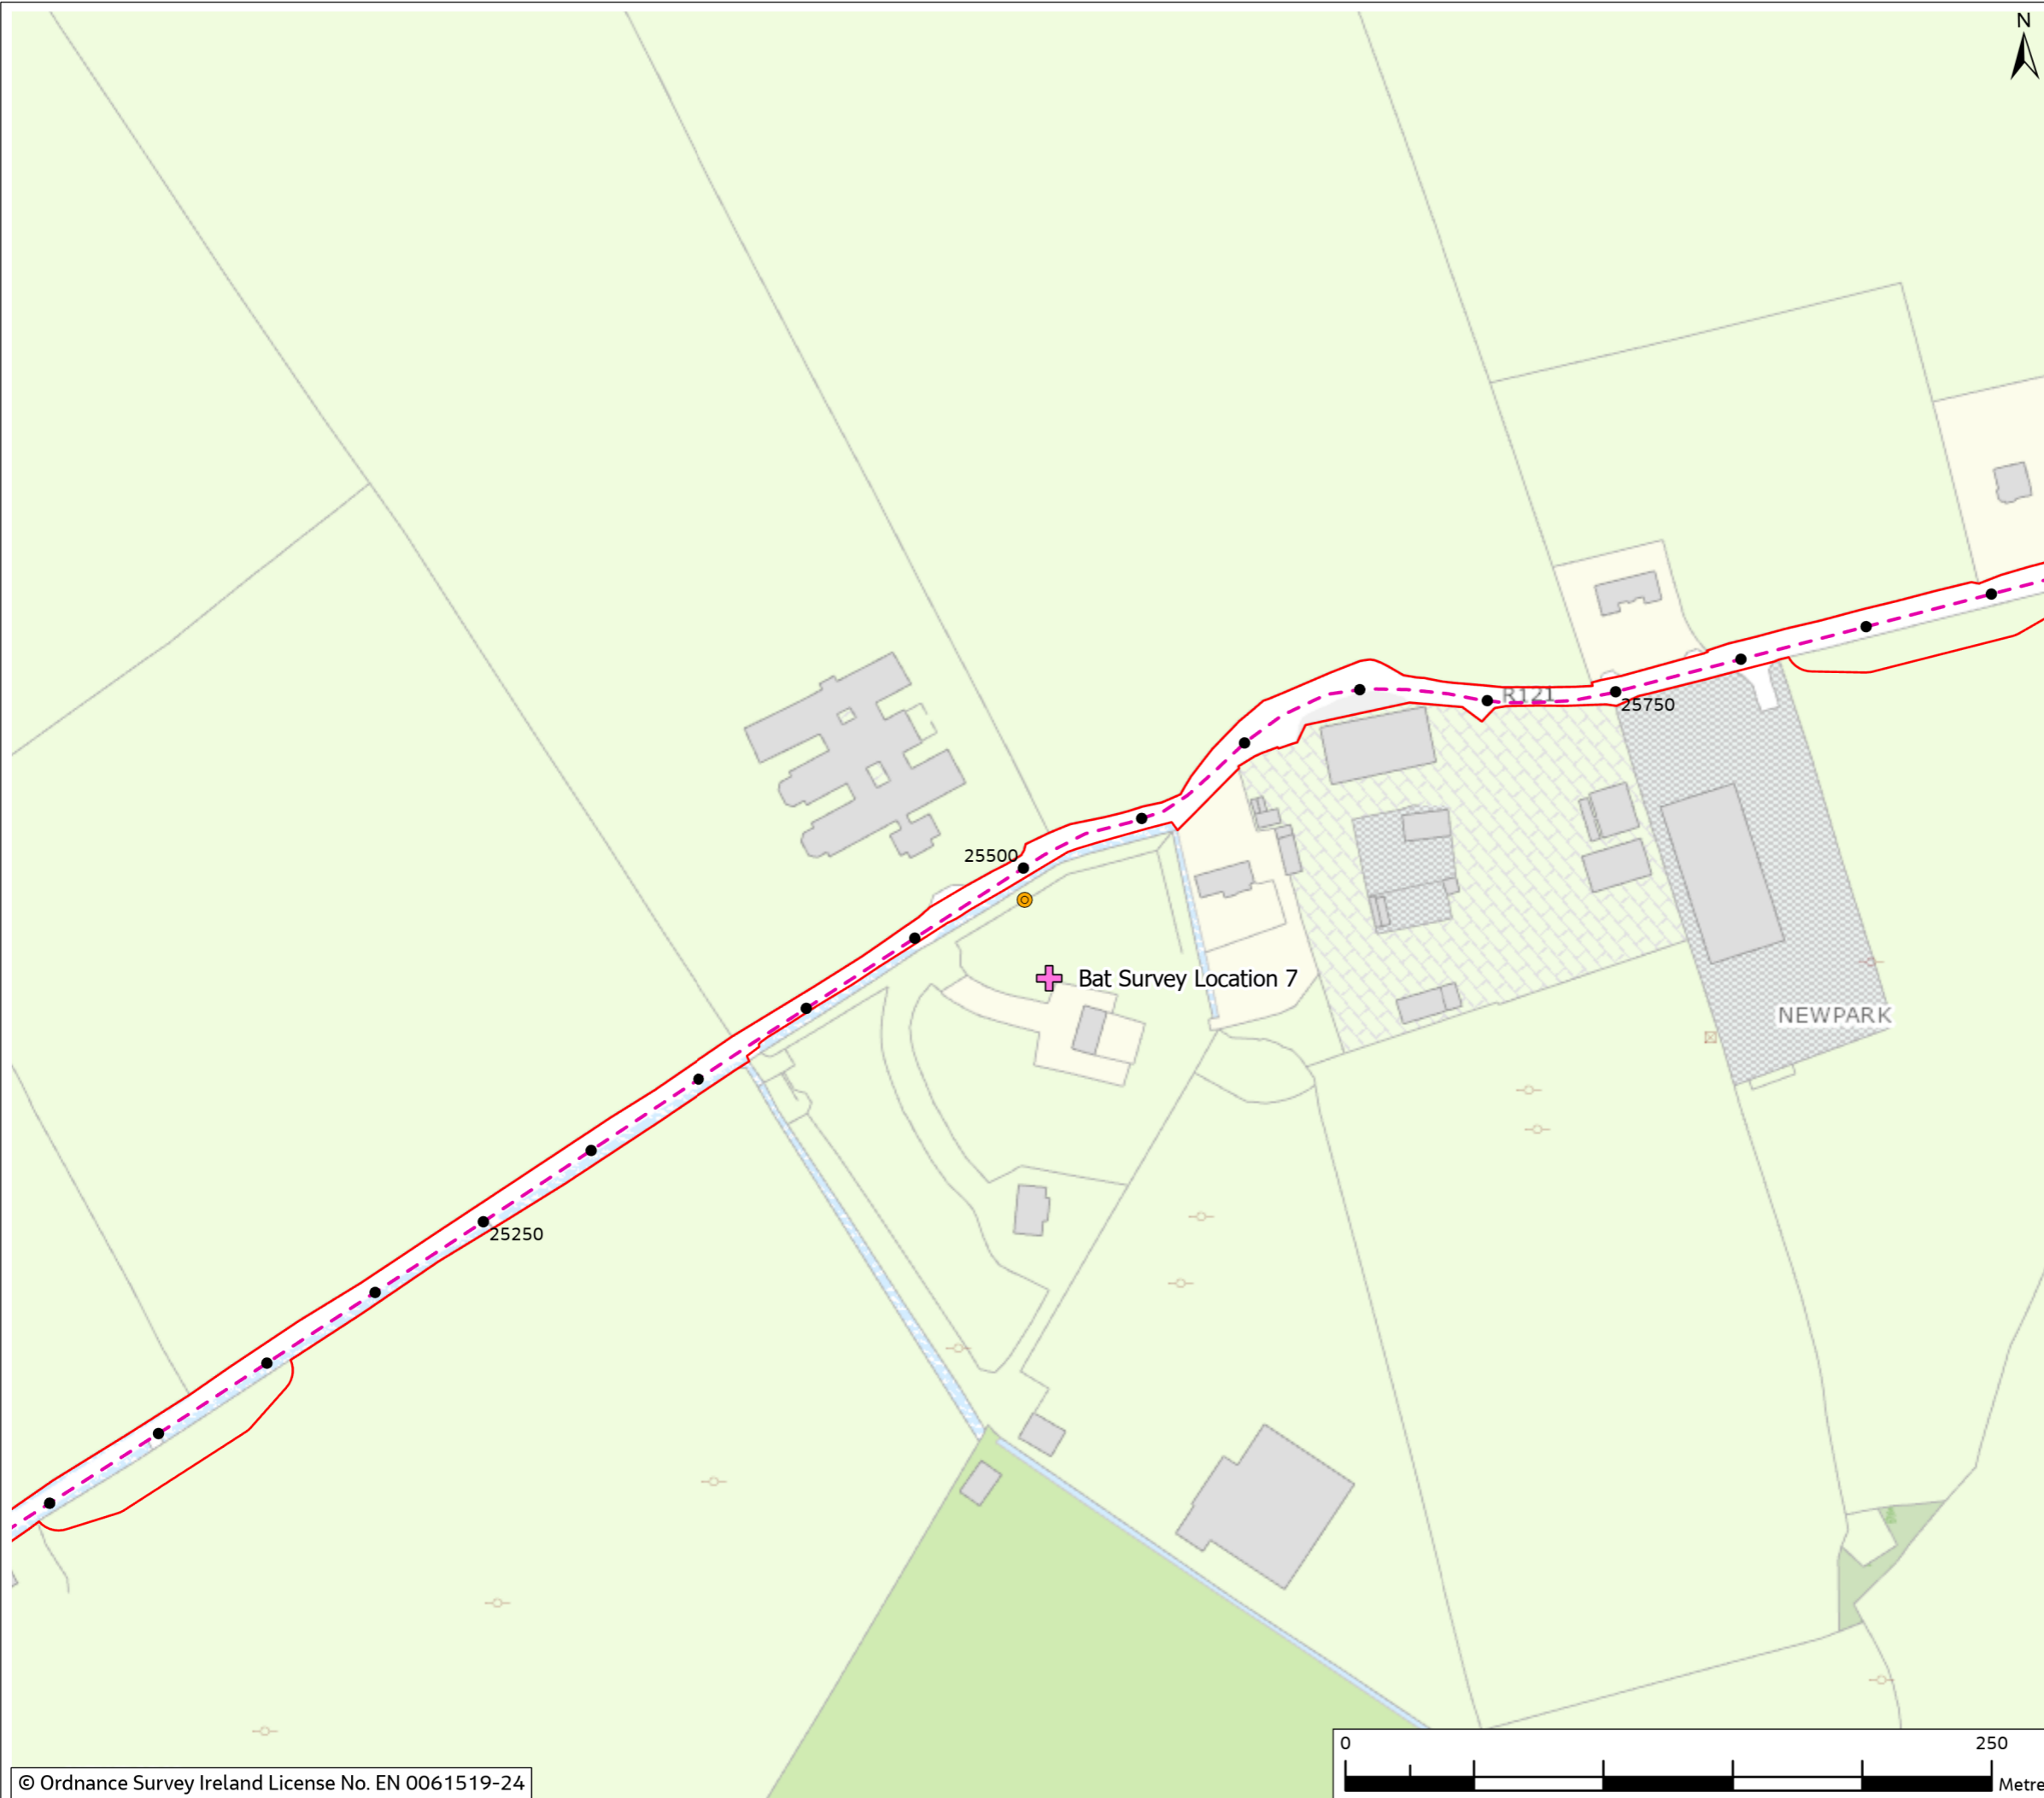 N
R121
25750
25500
Bat Survey Location 7
NEWPARK
25250
0 250
Metre
© Ordnance Survey Ireland License No. EN 0061519-24